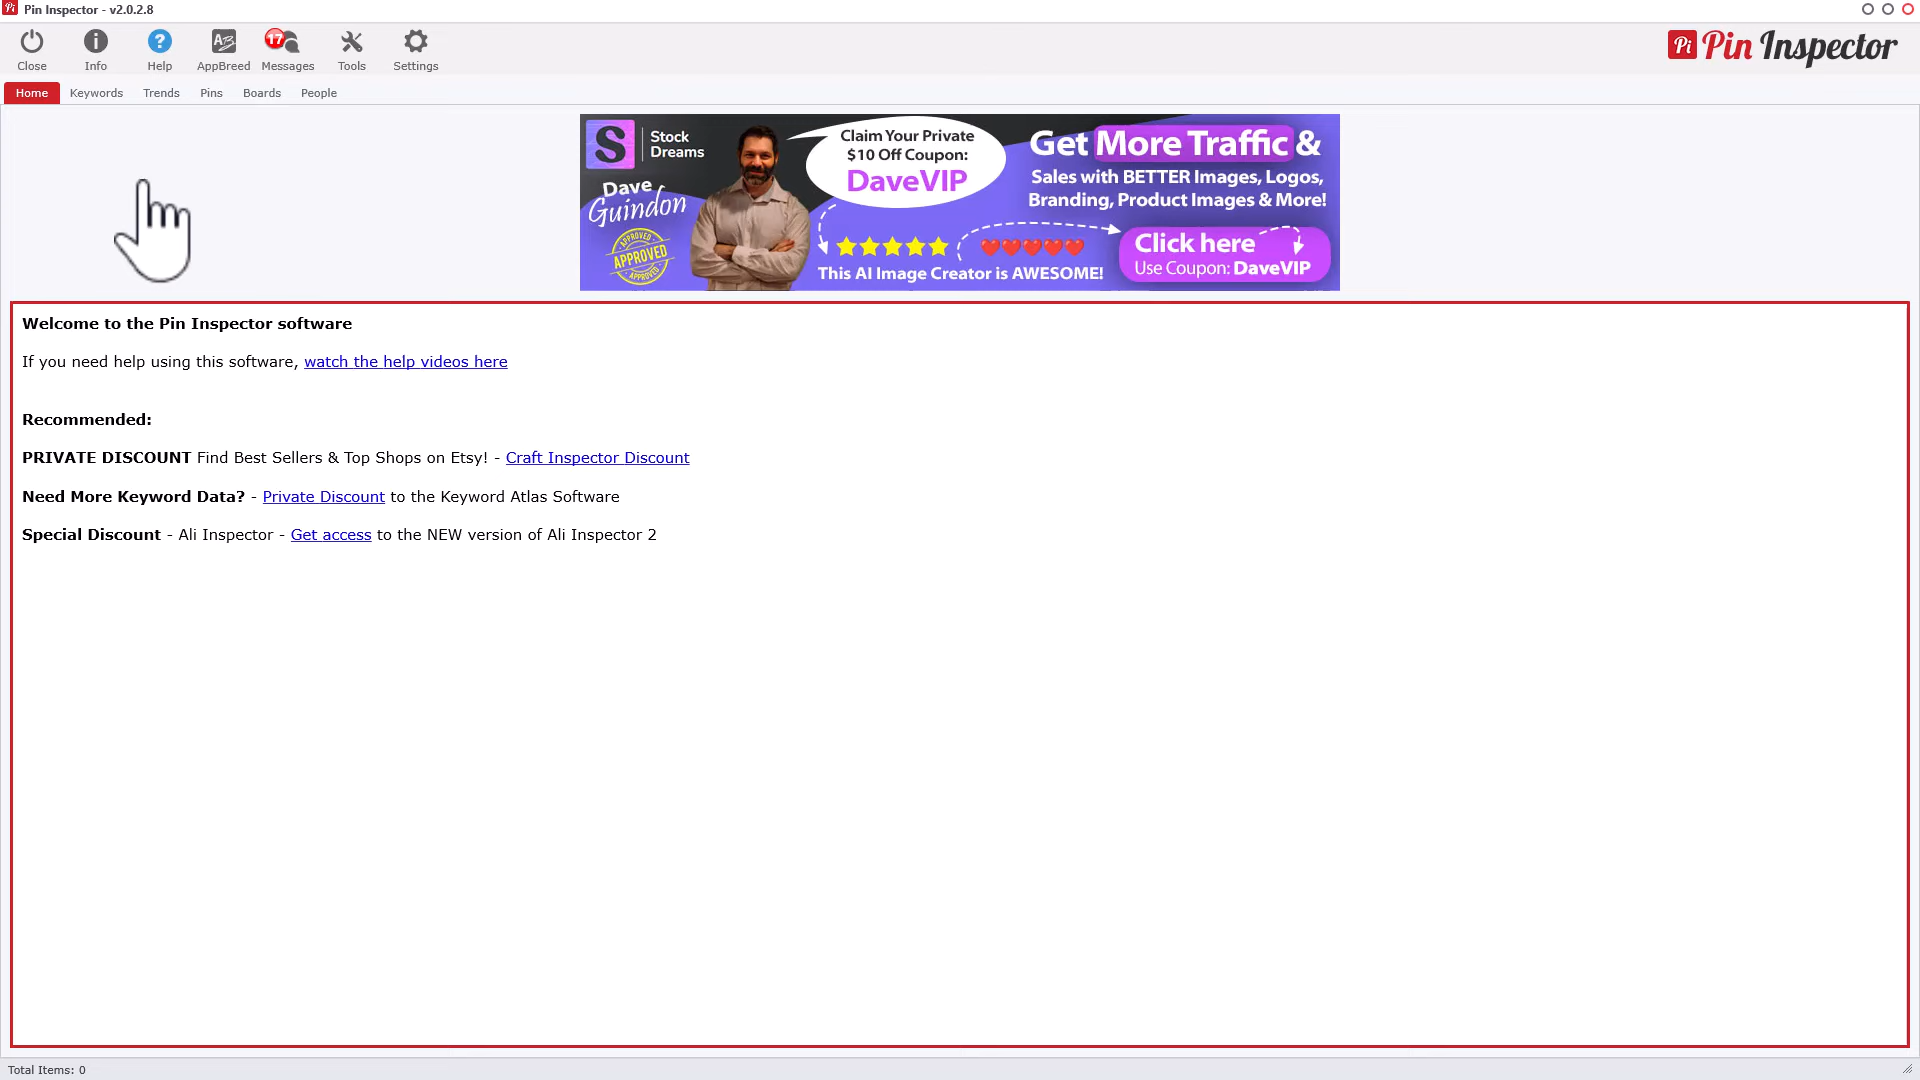 Pin Inspector - v2.0.2.8
Close
Info
Help
AppBreed
17
Messages
Tools
Settings
Pi Pin Inspector
Home
Keywords
Trends
Pins
Boards
People
S
Stock
Dreams
Dave
Guindon
APPROVED
APPROVED
APPROVED
Claim Your Private
$10 Off Coupon:
DaveVIP
This AI Image Creator is AWESOME!
Get More Traffic &
Sales with BETTER Images, Logos,
Branding, Product Images & More!
Click here
Use Coupon: DaveVIP
Welcome to the Pin Inspector software
If you need help using this software, watch the help videos here
Recommended:
PRIVATE DISCOUNT Find Best Sellers & Top Shops on Etsy! - Craft Inspector Discount
Need More Keyword Data? - Private Discount to the Keyword Atlas Software
Special Discount - Ali Inspector - Get access to the NEW version of Ali Inspector 2
Total Items: 0